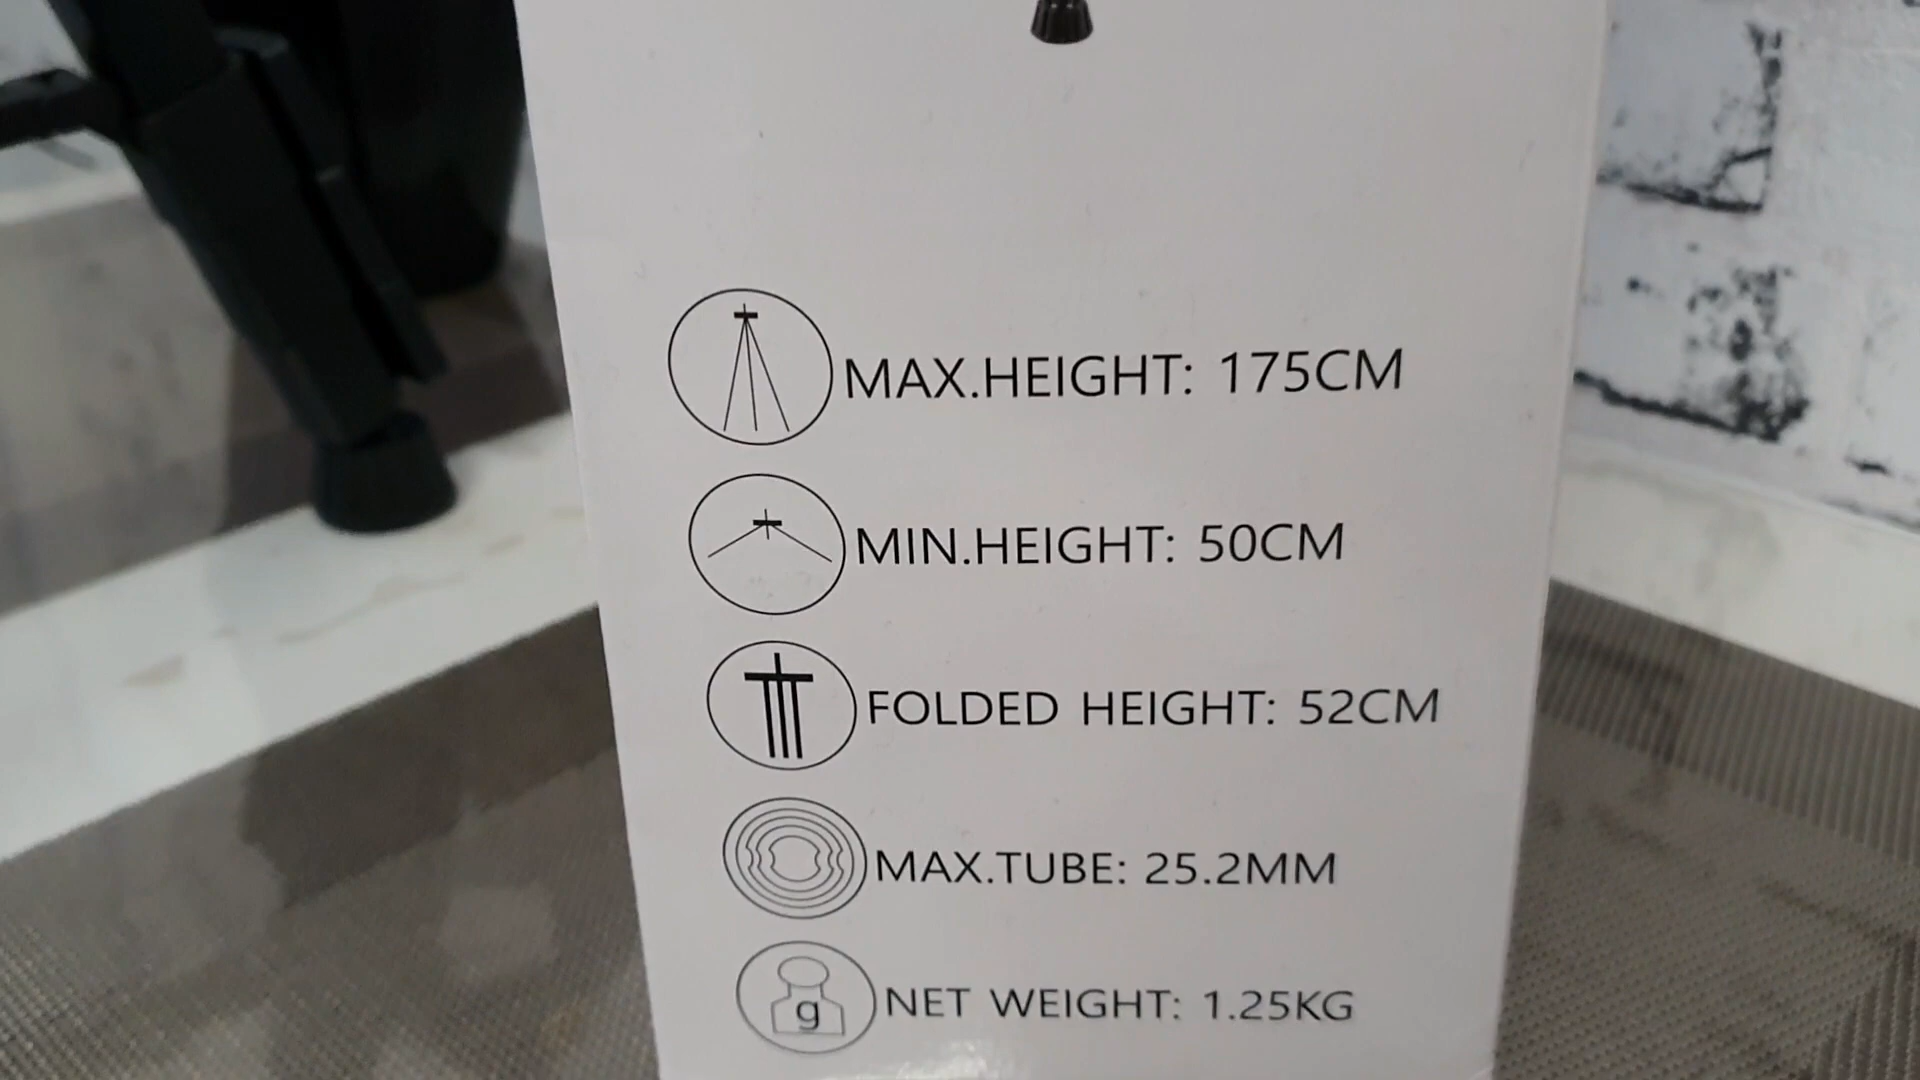 MAX.HEIGHT: 175CM
MIN.HEIGHT: 50CM
FOLDED HEIGHT: 52CM
MAX.TUBE: 25.2MM
g NET WEIGHT: 1.25KG